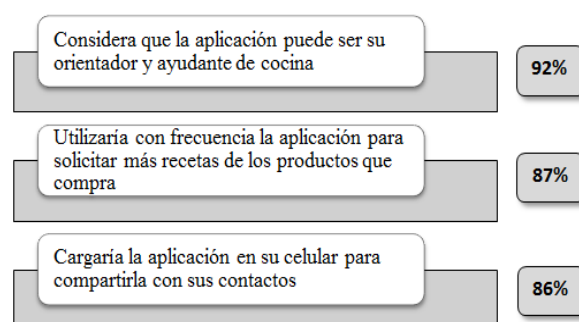 Considera que la aplicación puede ser su
orientador y ayudante de cocina
92%
Utilizaría con frecuencia la aplicación para
solicitar más recetas de los productos que
compra
87%
Cargaría la aplicación en su celular para
compartirla con sus contactos
86%